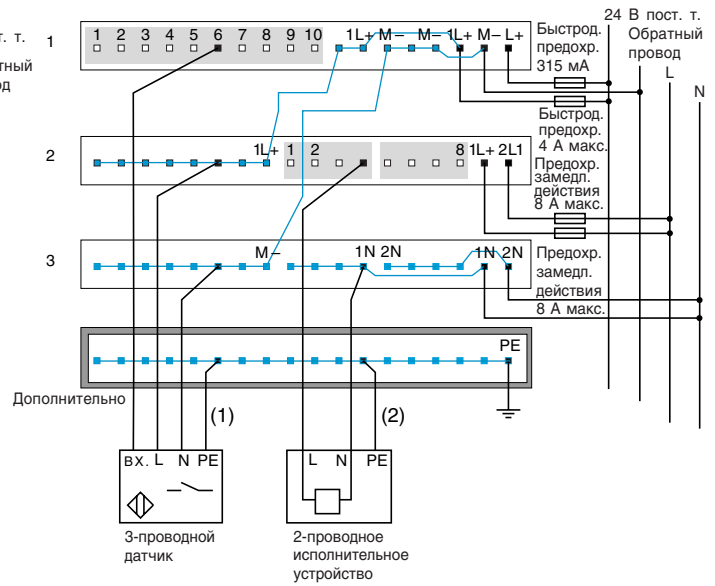 24 В пост. т.
Обратный
провод
L
N
т. т.
тный
од
1
1 2 3 4 5 6 7 8 9 10 1L+ M– M– 1L+ M– L+
Быстрод.
предохр.
315 мА
Быстрод.
предохр.
4 А макс.
2
1L+ 1 2 8 1L+ 2L1
Предохр.
замедл.
действия
8 А макс.
3
M– 1N 2N 1N 2N
Предохр.
замедл.
действия
8 А макс.
PE
Дополнительно
(1) (2)
ВХ. L N PE
L N PE
3-проводной
датчик
2-проводное
исполнительное
устройство